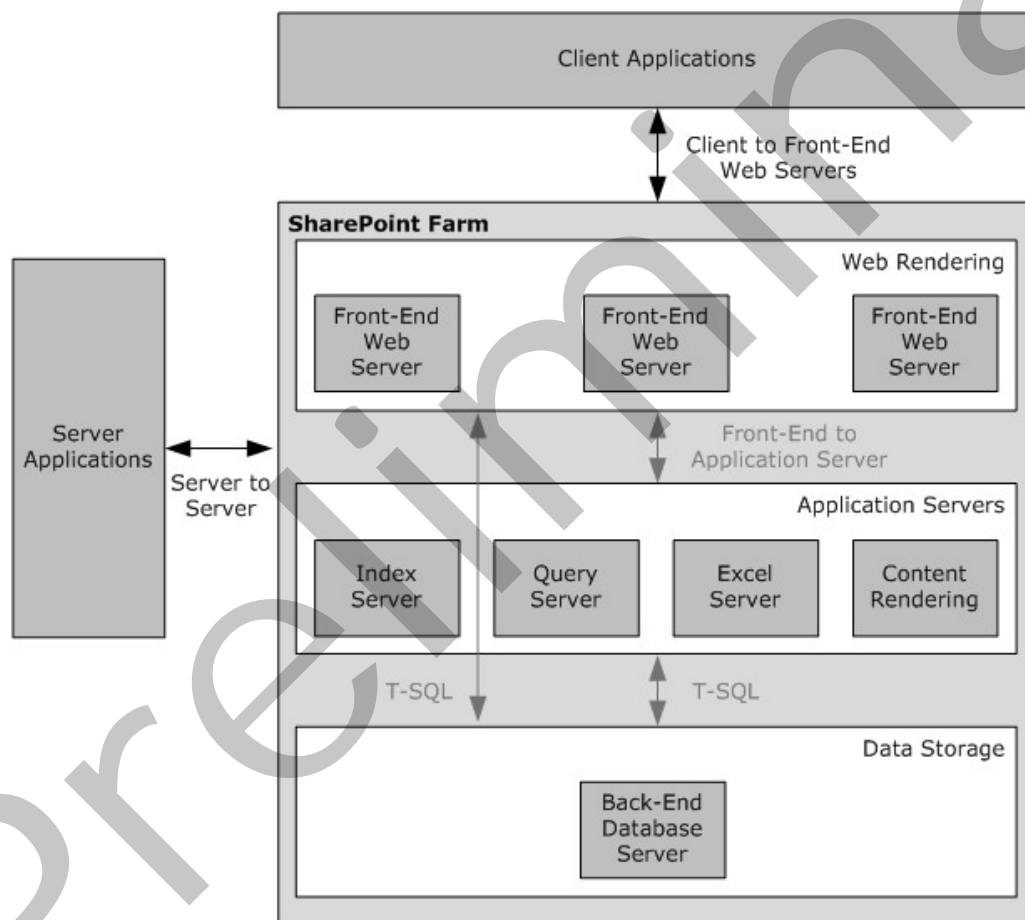 Client Applications
Client to Front-End
Web Servers
SharePoint Farm
Web Rendering
Front-End
Web
Server
Front-End
Web
Server
Front-End
Web
Server
Server
Applications
Server to
Server
Front-End to
Application Server
Application Servers
Index
Server
Query
Server
Excel
Server
Content
Rendering
T-SQL
T-SQL
Data Storage
Back-End
Database
Server
Prelimina